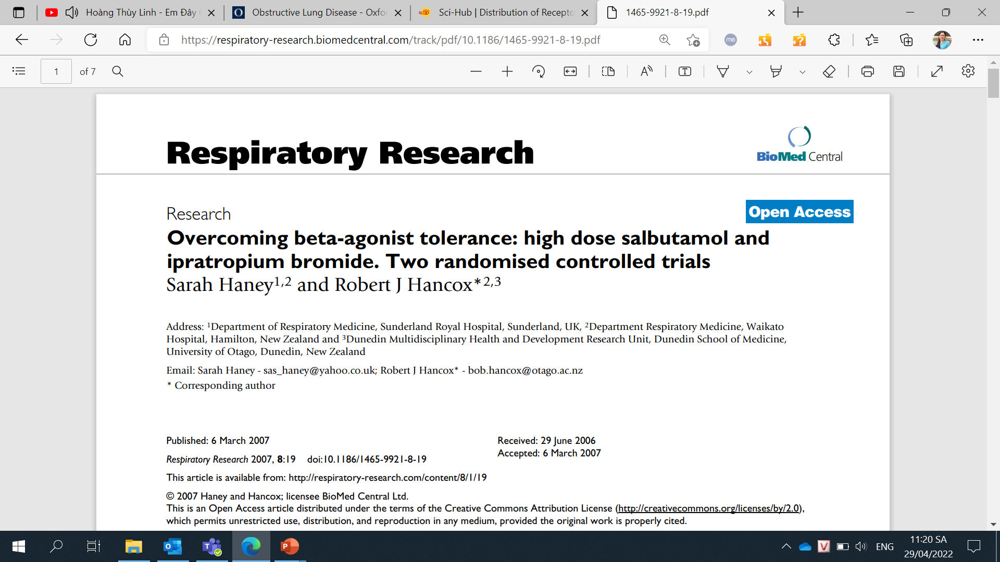 Hoàng Thùy Linh - Em Đây
Obstructive Lung Disease - Oxfo
Sci-Hub | Distribution of Recepto
1465-9921-8-19.pdf
https://respiratory-research.biomedcentral.com/track/pdf/10.1186/1465-9921-8-19.pdf
me
1 of 7
Respiratory Research
BioMed Central
Research
Open Access
Overcoming beta-agonist tolerance: high dose salbutamol and
ipratropium bromide. Two randomised controlled trials
Sarah Haney1,2 and Robert J Hancox*2,3
Address: 1Department of Respiratory Medicine, Sunderland Royal Hospital, Sunderland, UK, 2Department Respiratory Medicine, Waikato
Hospital, Hamilton, New Zealand and 3Dunedin Multidisciplinary Health and Development Research Unit, Dunedin School of Medicine,
University of Otago, Dunedin, New Zealand
Email: Sarah Haney - sas_haney@yahoo.co.uk; Robert J Hancox* - bob.hancox@otago.ac.nz
* Corresponding author
Published: 6 March 2007
Respiratory Research 2007, 8:19 doi:10.1186/1465-9921-8-19
Received: 29 June 2006
Accepted: 6 March 2007
This article is available from: http://respiratory-research.com/content/8/1/19
© 2007 Haney and Hancox; licensee BioMed Central Ltd.
This is an Open Access article distributed under the terms of the Creative Commons Attribution License (http://creativecommons.org/licenses/by/2.0),
which permits unrestricted use, distribution, and reproduction in any medium, provided the original work is properly cited.
ENG
11:20 SA
29/04/2022